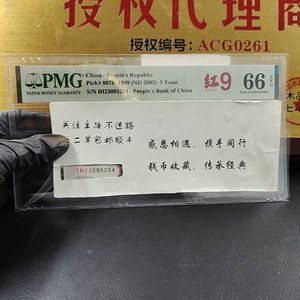 授权代理商
授权编号：ACG0261
PMG
PAPER MONEY GUARANTY
China / People's Republic
Pick# 897b 1999 (ND 2002) 5 Yuan
S/N IH23095254 - People's Bank of China
红9
66 EPQ
关注主播不迷路
二单包邮顺丰
感恩相遇，携手同行
钱币收藏，传承经典
IH23095254